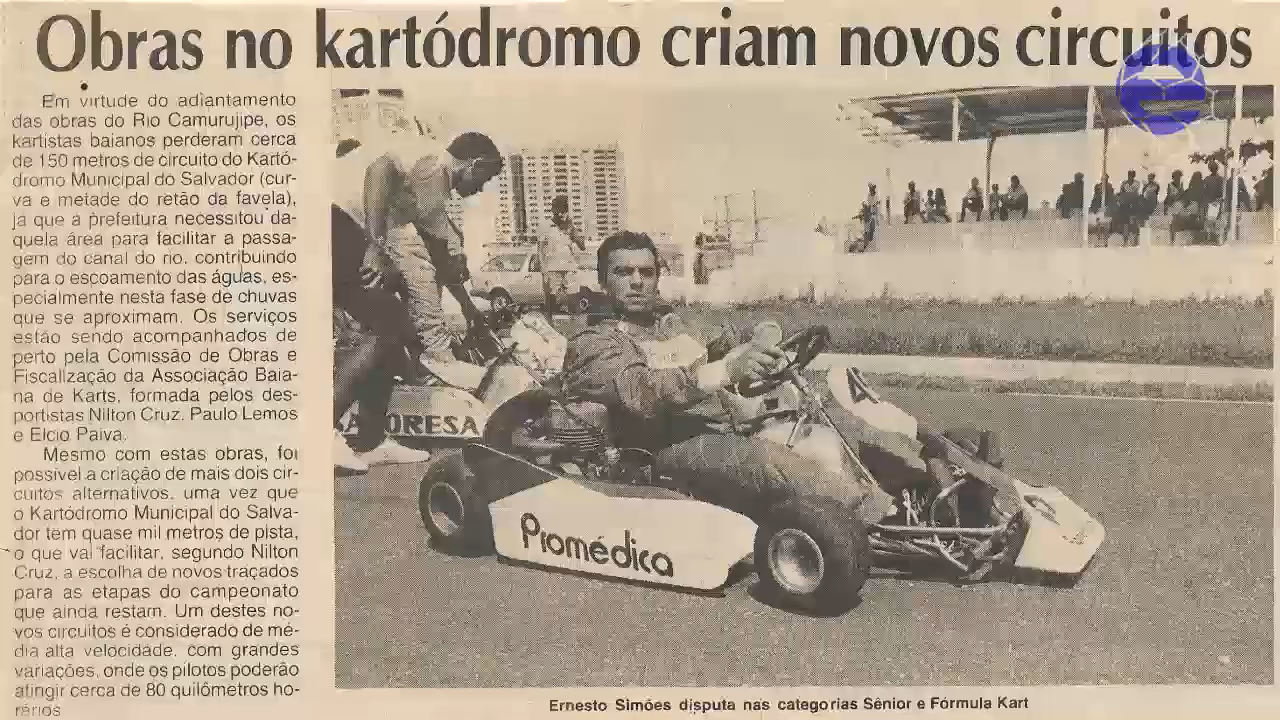 Obras no kartódromo criam novos circuitos
Em virtude do adiantamento
das obras do Rio Camurujipe, os
kartistas baianos perderam cerca
de 150 metros de circuito do Kartó-
dromo Municipal do Salvador (cur-
va e metade do retão da favela),
já que a prefeitura necessitou da-
quela área para facilitar a passa-
gem do canal do rio, contribuindo
para o escoamento das águas, es-
pecialmente nesta fase de chuvas
que se aproximam. Os serviços
estão sendo acompanhados de
perto pela Comissão de Obras e
Fiscalização da Associação Baia-
na de Karts, formada pelos des-
portistas Nilton Cruz, Paulo Lemos
e Elcio Paiva.
Mesmo com estas obras, foi
possível a criação de mais dois cir-
cuitos alternativos, uma vez que
o Kartódromo Municipal do Salva-
dor tem quase mil metros de pista,
o que vai facilitar, segundo Nilton
Cruz, a escolha de novos traçados
para as etapas do campeonato
que ainda restam. Um destes no-
vos circuitos é considerado de mé-
dia alta velocidade, com grandes
variações, onde os pilotos poderão
atingir cerca de 80 quilômetros ho-
rários
ORESA
Promédica
Ernesto Simões disputa nas categorias Sênior e Fórmula Kart